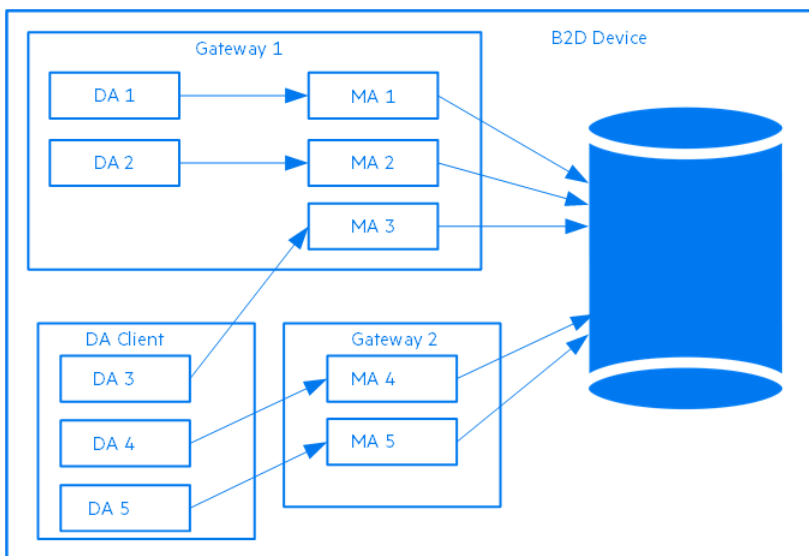 B2D Device
Gateway 1
DA 1
MA 1
DA 2
MA 2
MA 3
DA Client
DA 3
DA 4
DA 5
Gateway 2
MA 4
MA 5